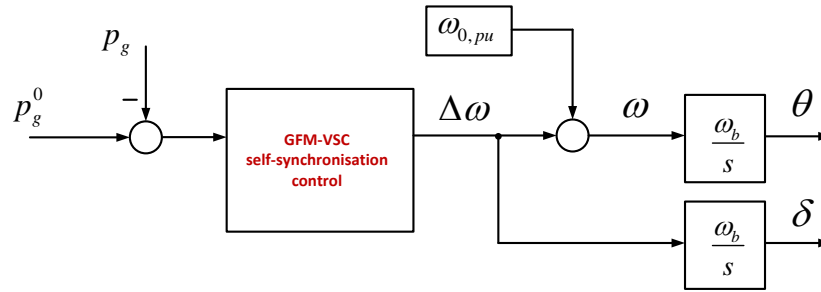 p_g
ω_{0,pu}
p_g^0
−
GFM-VSC
self-synchronisation
control
Δω
ω
ω_b
s
θ
ω_b
s
δ